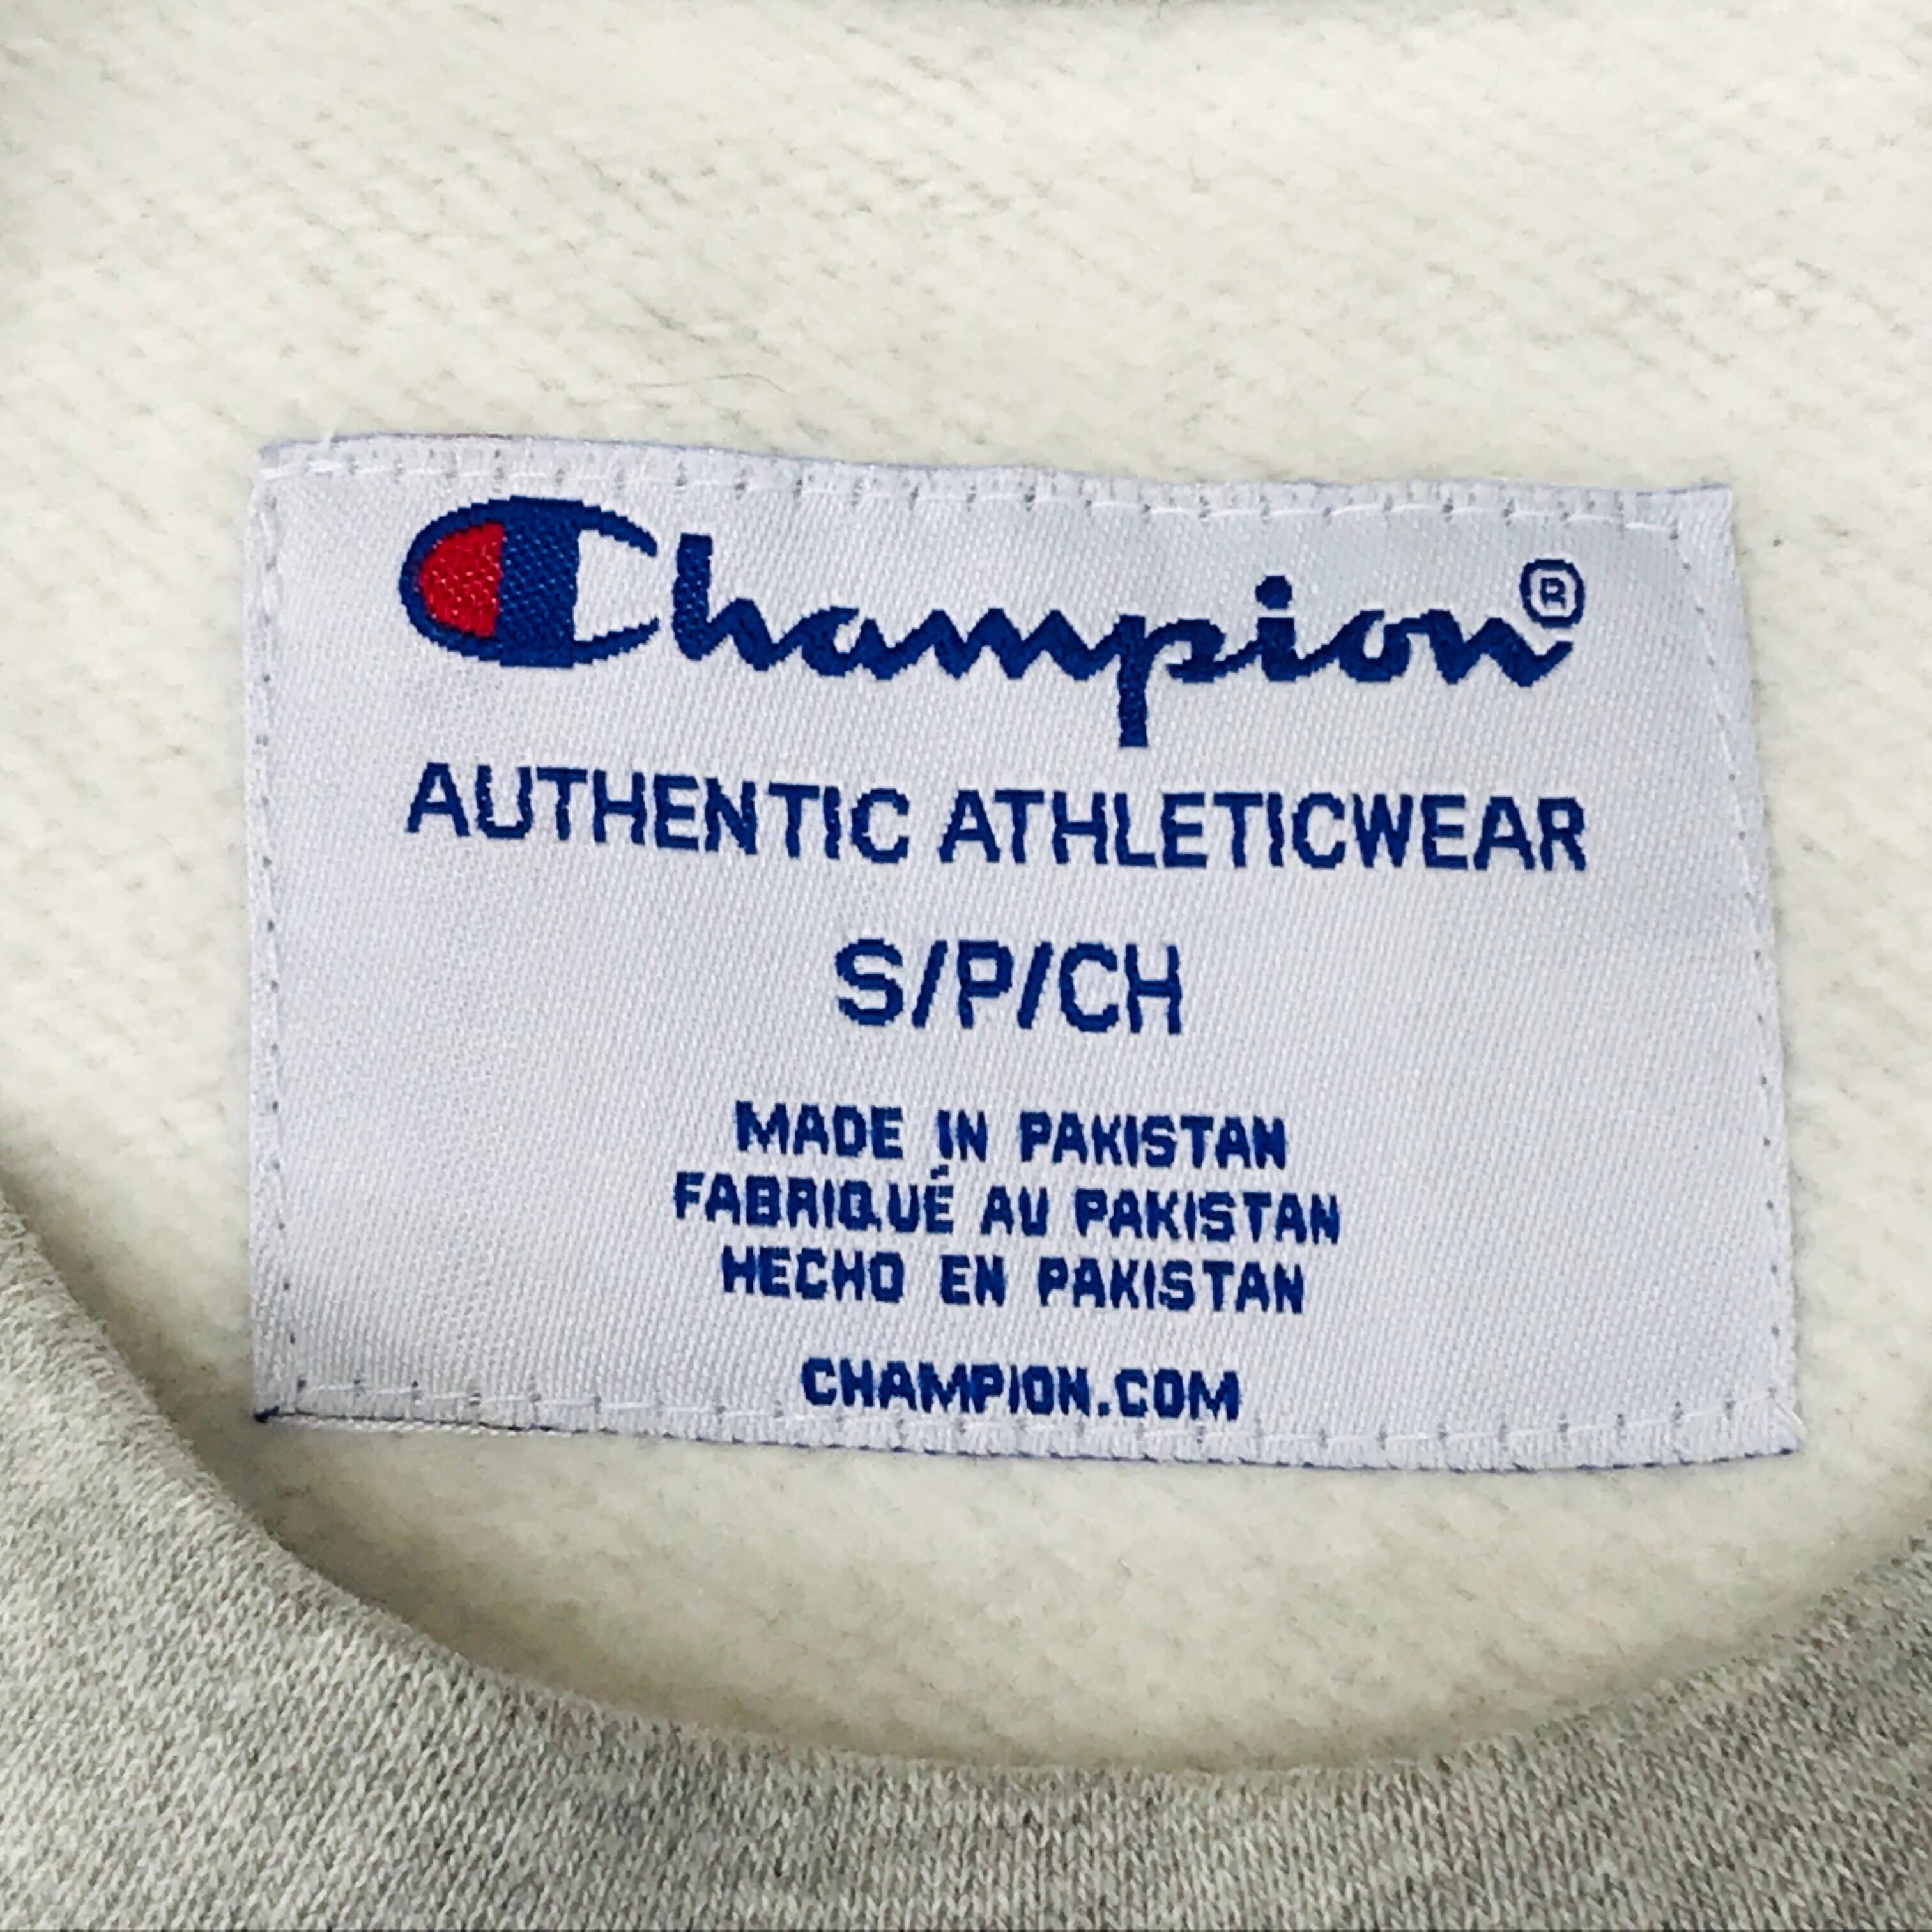 Champion®
AUTHENTIC ATHLETICWEAR
S/P/CH
MADE IN PAKISTAN
FABRIQUÉ AU PAKISTAN
HECHO EN PAKISTAN
CHAMPION.COM